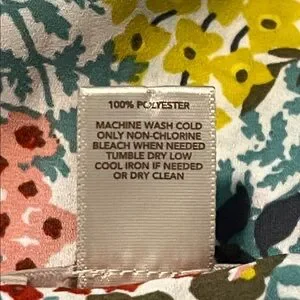 100% POLYESTER
MACHINE WASH COLD
ONLY NON-CHLORINE
BLEACH WHEN NEEDED
TUMBLE DRY LOW
COOL IRON IF NEEDED
OR DRY CLEAN